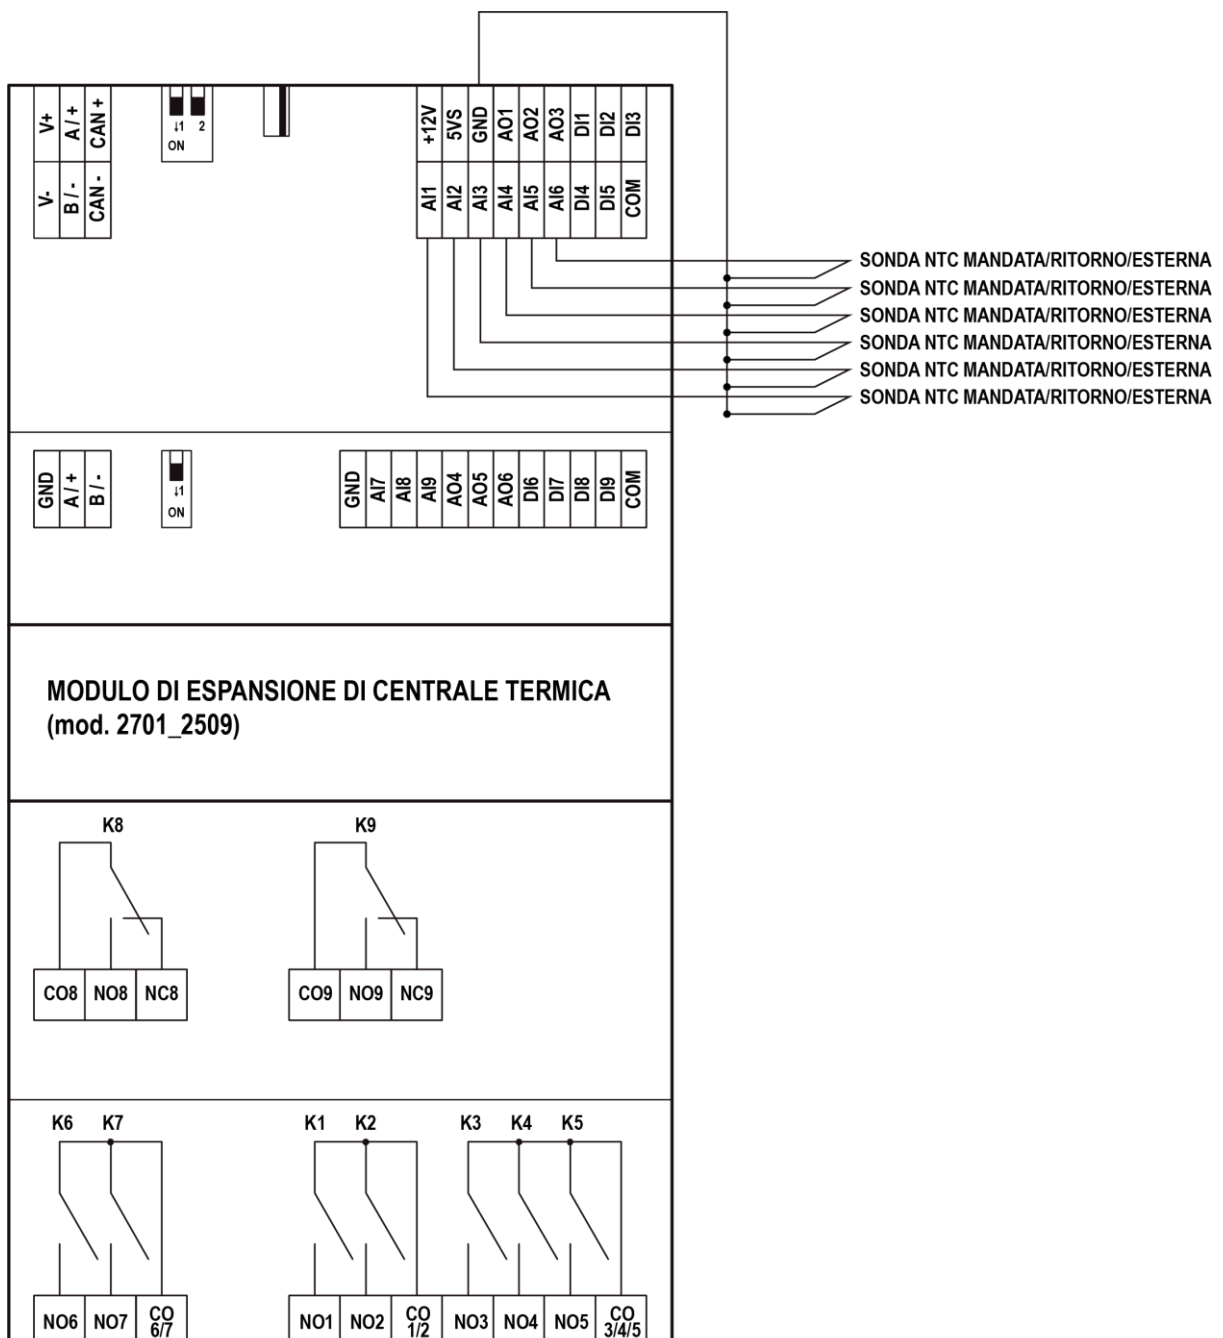 V+ A / + CAN +
↓1 2
ON
+12V 5VS GND AO1 AO2 AO3 DI1 DI2 DI3
V- B / - CAN -
AI1 AI2 AI3 AI4 AI5 AI6 DI4 DI5 COM
SONDA NTC MANDATA/RITORNO/ESTERNA
SONDA NTC MANDATA/RITORNO/ESTERNA
SONDA NTC MANDATA/RITORNO/ESTERNA
SONDA NTC MANDATA/RITORNO/ESTERNA
SONDA NTC MANDATA/RITORNO/ESTERNA
SONDA NTC MANDATA/RITORNO/ESTERNA
GND A / + B / -
↓1
ON
GND AI7 AI8 AI9 AO4 AO5 AO6 DI6 DI7 DI8 DI9 COM
MODULO DI ESPANSIONE DI CENTRALE TERMICA
(mod. 2701_2509)
K8 K9
CO8 NO8 NC8 CO9 NO9 NC9
K6 K7 K1 K2 K3 K4 K5
NO6 NO7 CO 6/7 NO1 NO2 CO 1/2 NO3 NO4 NO5 CO 3/4/5